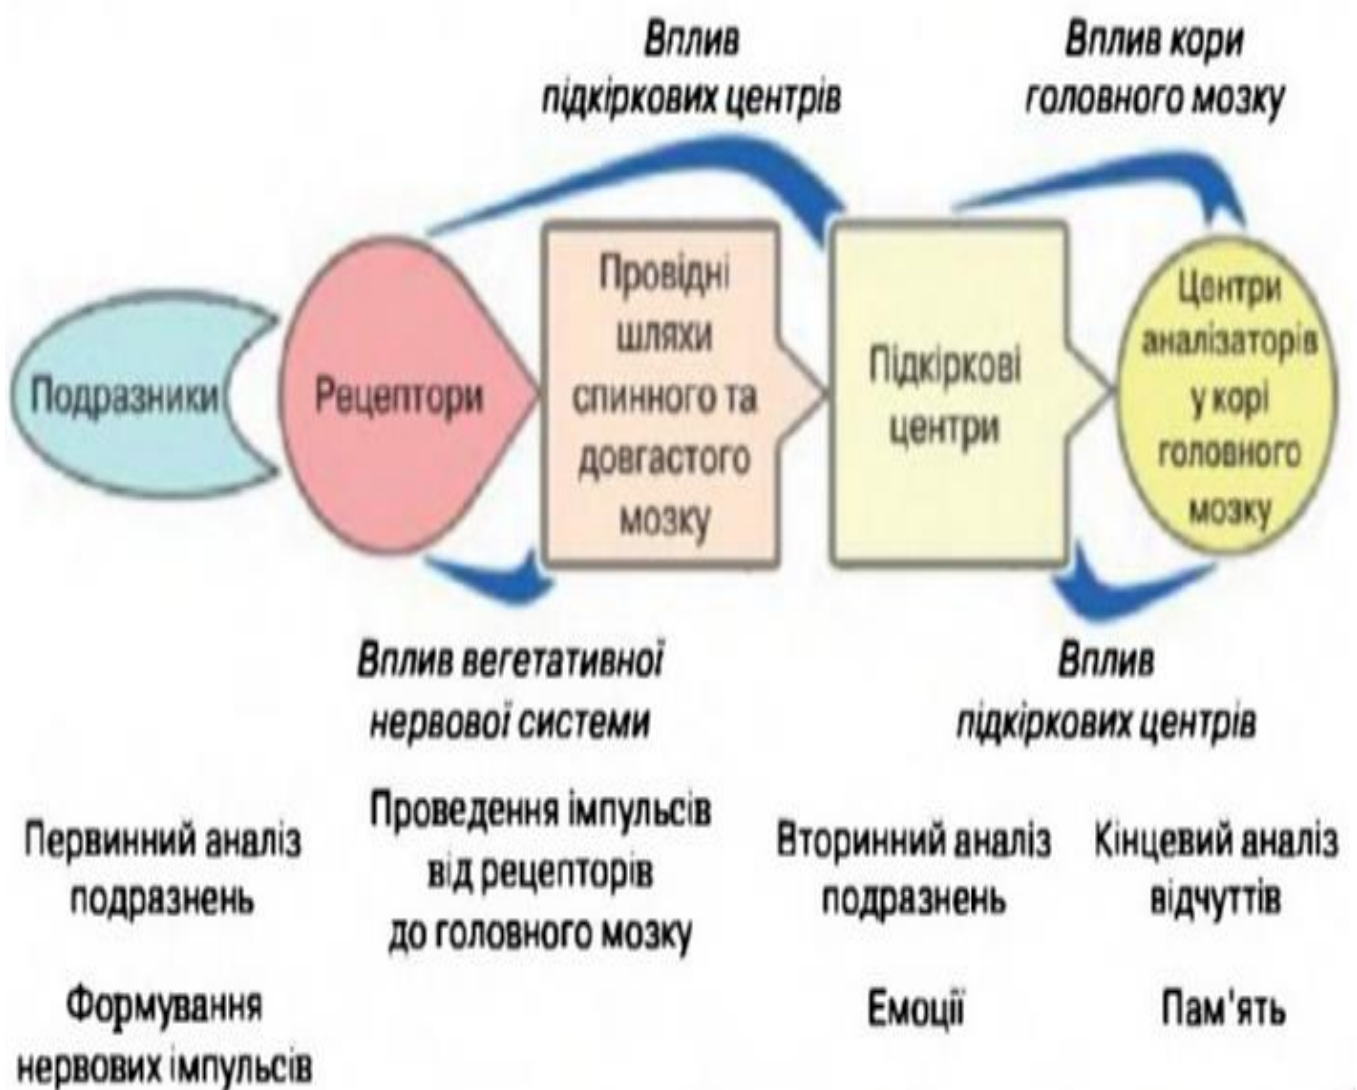 Вплив
підкіркових центрів
Вплив кори
головного мозку
Подразники
Рецептори
Провідні
шляхи
спинного та
довгастого
мозку
Підкіркові
центри
Центри
аналізаторів
у корі
головного
мозку
Вплив вегетативної
нервової системи
Вплив
підкіркових центрів
Первинний аналіз
подразнень
Проведення імпульсів
від рецепторів
до головного мозку
Вторинний аналіз
подразнень
Кінцевий аналіз
відчуттів
Формування
нервових імпульсів
Емоції
Пам'ять